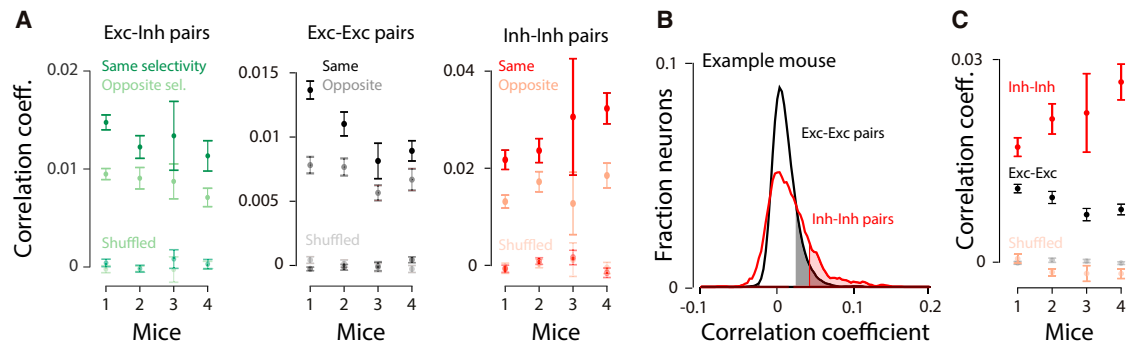 A
Exc-Inh pairs
Correlation coeff.
0.02
0.01
0
Same selectivity
Opposite sel.
Shuffled
1 2 3 4
Mice
Exc-Exc pairs
0.015
0.01
0.005
0
Same
Opposite
Shuffled
1 2 3 4
Mice
Inh-Inh pairs
0.04
0.02
0
Same
Opposite
Shuffled
1 2 3 4
Mice
B
Example mouse
Fraction neurons
0.1
0
Exc-Exc pairs
Inh-Inh pairs
-0.1 0 0.1 0.2
Correlation coefficient
C
Correlation coeff.
0.03
0
Inh-Inh
Exc-Exc
Shuffled
1 2 3 4
Mice